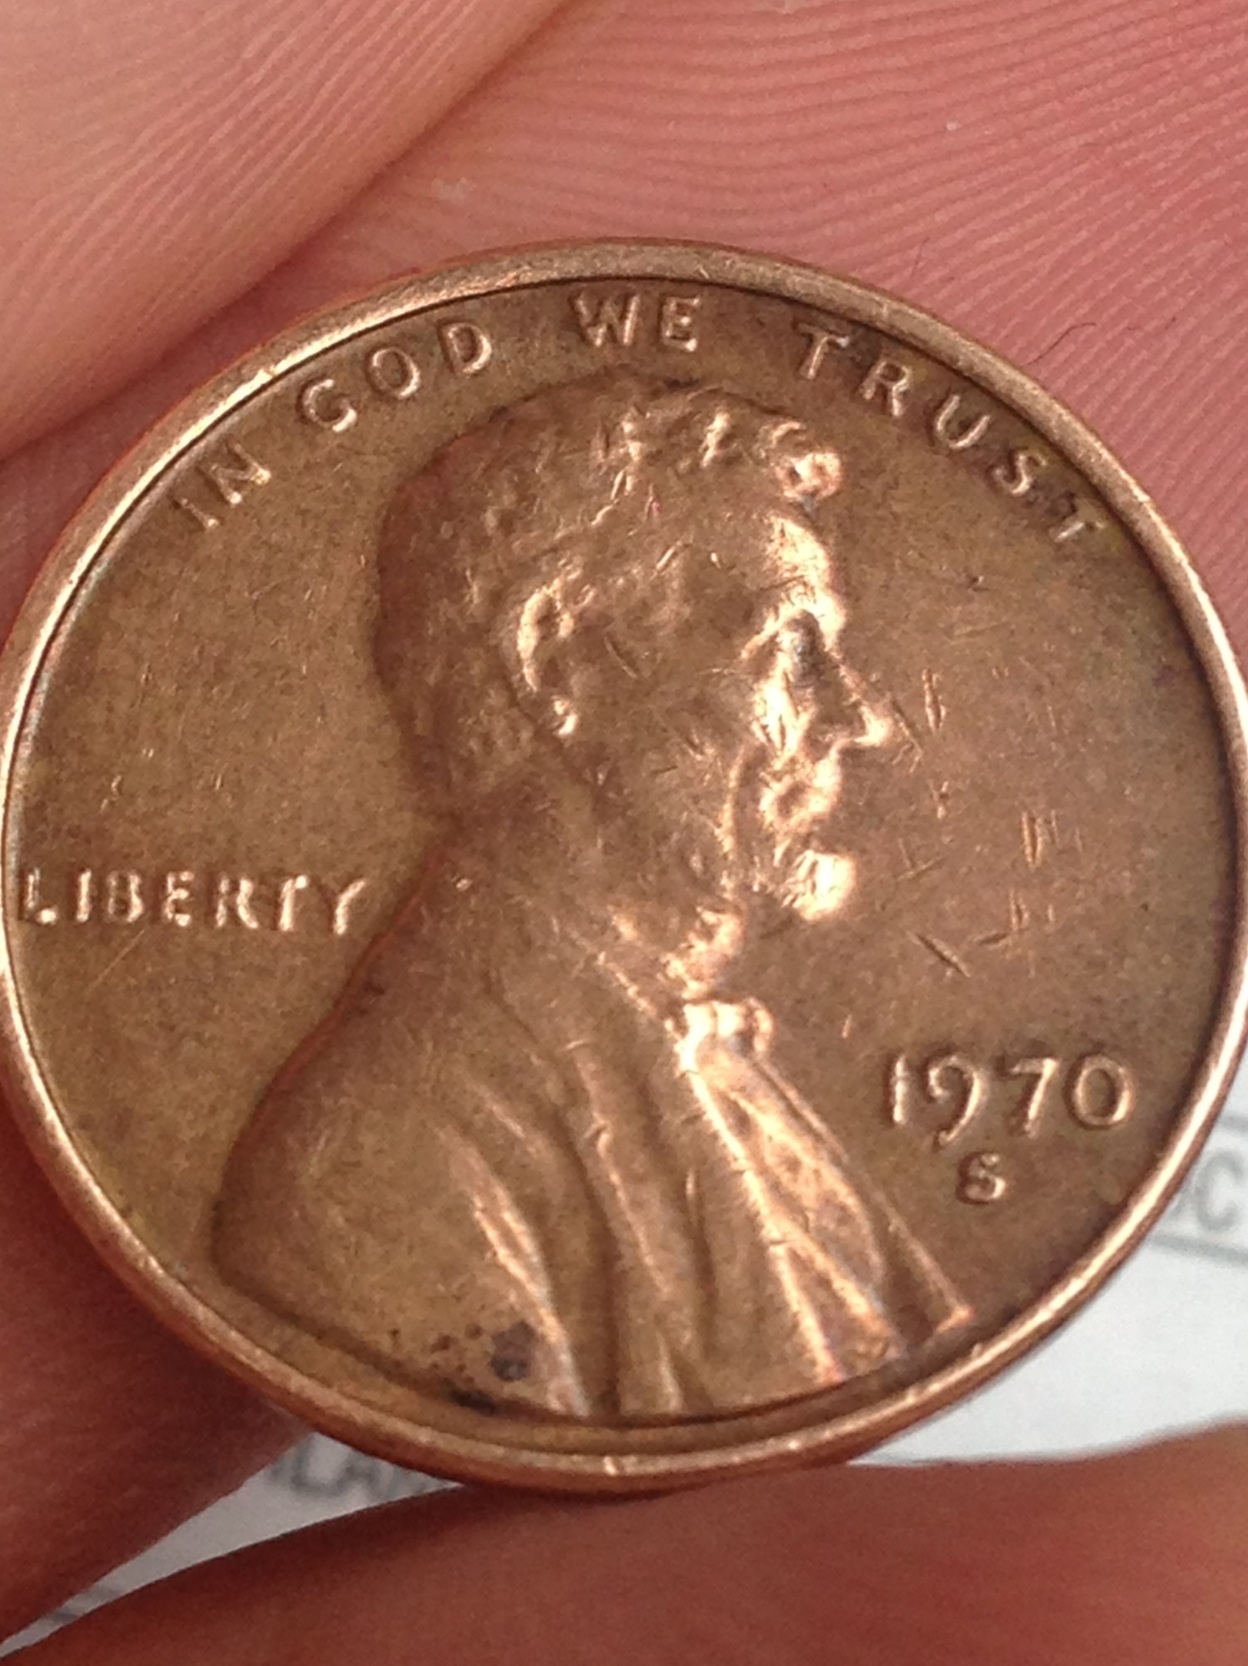 IN GOD WE TRUST
LIBERTY
1970
S